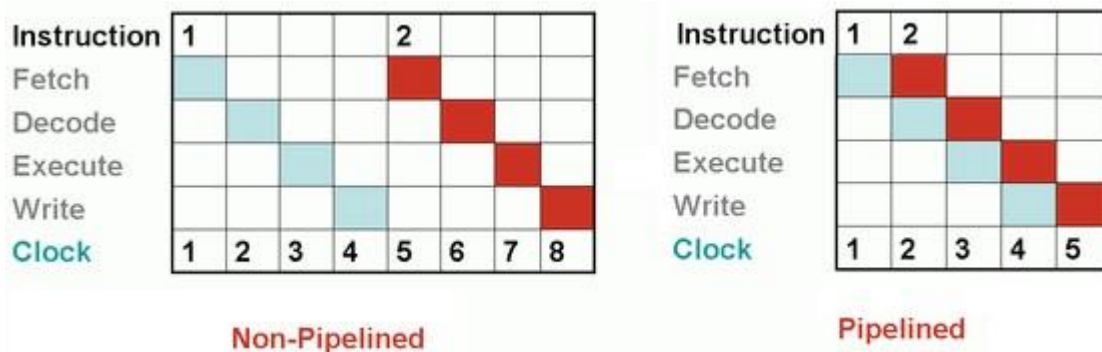 Instruction 1 2
Fetch
Decode
Execute
Write
Clock 1 2 3 4 5 6 7 8
Non-Pipelined
Instruction 1 2
Fetch
Decode
Execute
Write
Clock 1 2 3 4 5
Pipelined